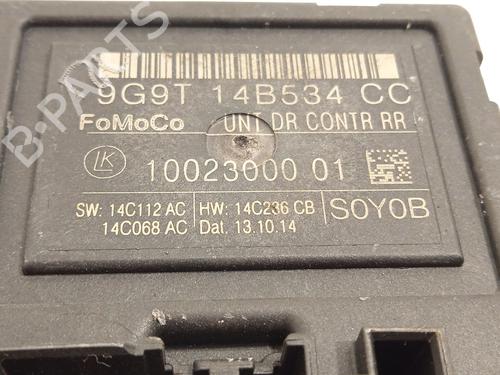 9G9T 14B534 CC
FoMoCo UNT DR CONTR RR
LK 10023000 01
SW: 14C112 AC HW: 14C236 CB S0Y0B
14C068 AC Dat. 13.10.14
B-PARTS